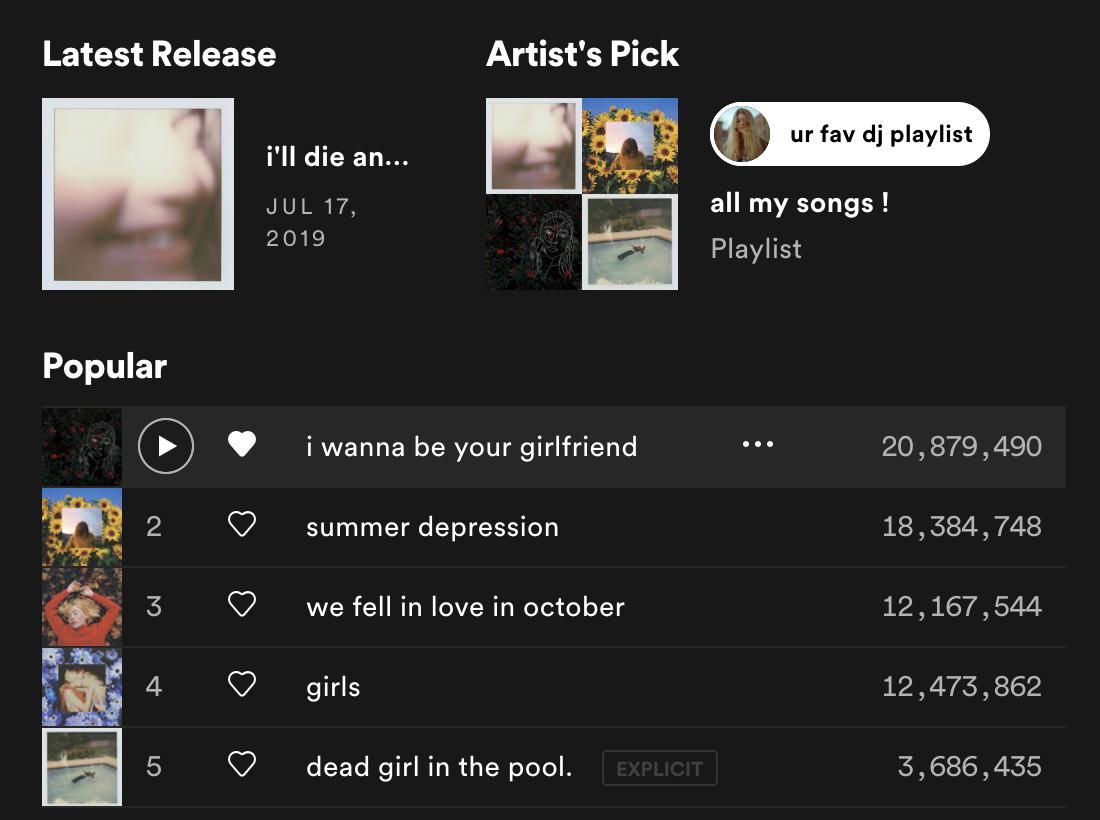 Latest Release
i'll die an...
JUL 17,
2019
Artist's Pick
ur fav dj playlist
all my songs !
Playlist
Popular
i wanna be your girlfriend ... 20,879,490
2 summer depression 18,384,748
3 we fell in love in october 12,167,544
4 girls 12,473,862
5 dead girl in the pool. EXPLICIT 3,686,435